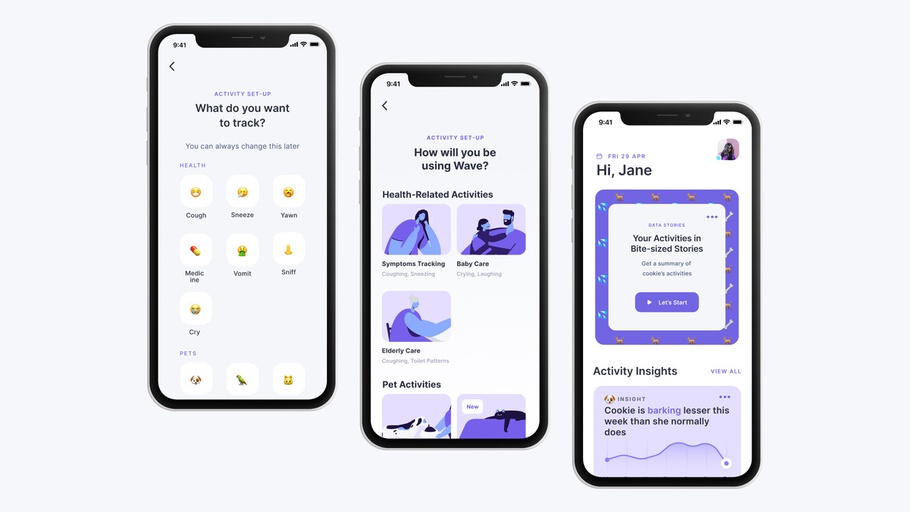 9:41
ACTIVITY SET-UP
What do you want
to track?
You can always change this later
HEALTH
Cough
Sneeze
Yawn
Medic
ine
Vomit
Sniff
Cry
PETS
9:41
ACTIVITY SET-UP
How will you be
using Wave?
Health-Related Activities
Symptoms Tracking
Coughing, Sneezing
Baby Care
Crying, Laughing
Elderly Care
Coughing, Toilet Patterns
Pet Activities
New
9:41
FRI 29 APR
Hi, Jane
DATA STORIES
Your Activities in
Bite-sized Stories
Get a summary of
cookie's activities
Let's Start
Activity Insights
VIEW ALL
INSIGHT
Cookie is barking lesser this
week than she normally
does